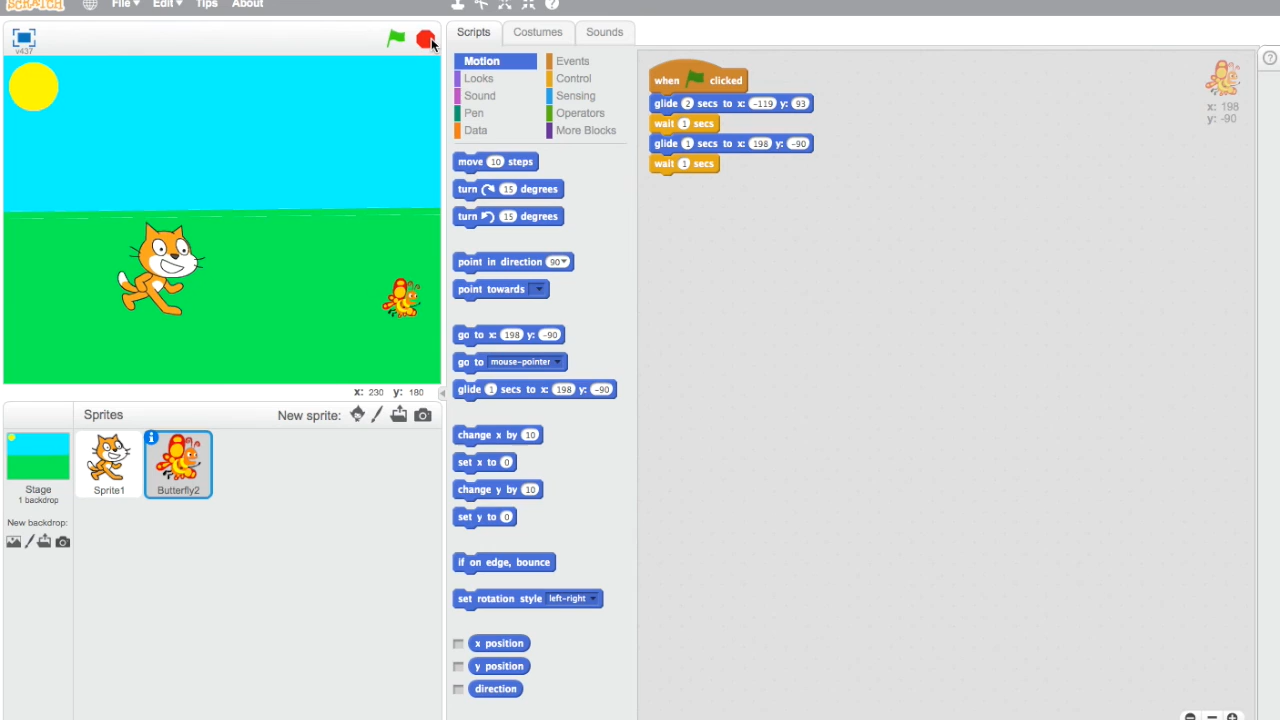 SCRATCH
File▼ Edit▼ Tips About
v437
x: 230 y: 180
Sprites New sprite:
Sprite1 Butterfly2
Stage
1 backdrop
New backdrop:
Scripts Costumes Sounds
Motion Events
Looks Control
Sound Sensing
Pen Operators
Data More Blocks
move 10 steps
turn 15 degrees
turn 15 degrees
point in direction 90▼
point towards
go to x: 198 y: -90
go to mouse-pointer
glide 1 secs to x: 198 y: -90
change x by 10
set x to 0
change y by 10
set y to 0
if on edge, bounce
set rotation style left-right
x position
y position
direction
when clicked
glide 2 secs to x: -119 y: 93
wait 1 secs
glide 1 secs to x: 198 y: -90
wait 1 secs
x: 198
y: -90